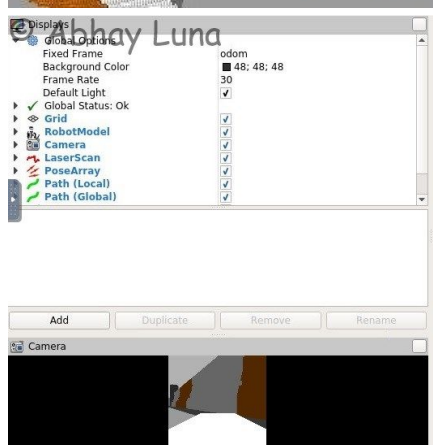 Displays
© Abhay Luna
Global Options
Fixed Frame odom
Background Color 48; 48; 48
Frame Rate 30
Default Light ✓
Global Status: Ok
Grid
RobotModel
Camera
LaserScan
PoseArray
Path (Local)
Path (Global)
Add Duplicate Remove Rename
Camera